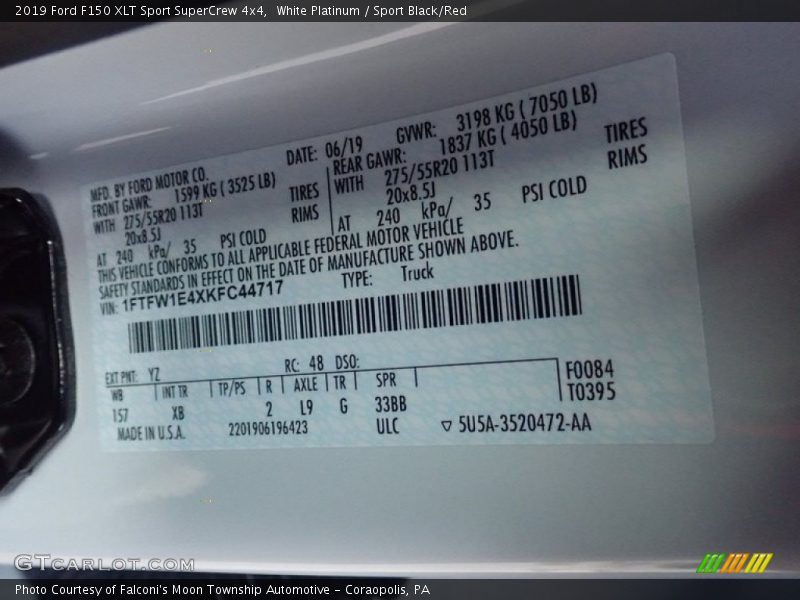 2019 Ford F150 XLT Sport SuperCrew 4x4,  White Platinum / Sport Black/Red
MFD. BY FORD MOTOR CO.
DATE: 06/19
GVWR: 3198 KG ( 7050 LB)
FRONT GAWR: 1599 KG ( 3525 LB)
REAR GAWR: 1837 KG ( 4050 LB)
WITH 275/55R20 113T TIRES
WITH 275/55R20 113T TIRES
20x8.5J RIMS
20x8.5J RIMS
AT 240 kPa/ 35 PSI COLD
AT 240 kPa/ 35 PSI COLD
THIS VEHICLE CONFORMS TO ALL APPLICABLE FEDERAL MOTOR VEHICLE
SAFETY STANDARDS IN EFFECT ON THE DATE OF MANUFACTURE SHOWN ABOVE.
VIN: 1FTFW1E4XKFC44717 TYPE: Truck
EXT PNT: YZ RC: 48 DSO: F0084
WB INT TR TP/PS R AXLE TR SPR T0395
157 XB 2 L9 G 33BB
MADE IN U.S.A. 2201906196423 ULC ▽ 5U5A-3520472-AA
GTCARLOT.COM
Photo Courtesy of Falconi's Moon Township Automotive - Coraopolis, PA